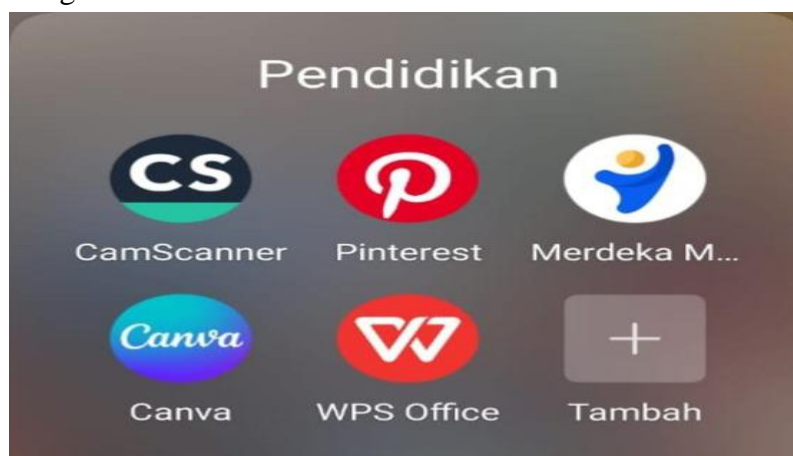 Pendidikan
CS
CamScanner Pinterest Merdeka M...
Canva
Canva WPS Office Tambah